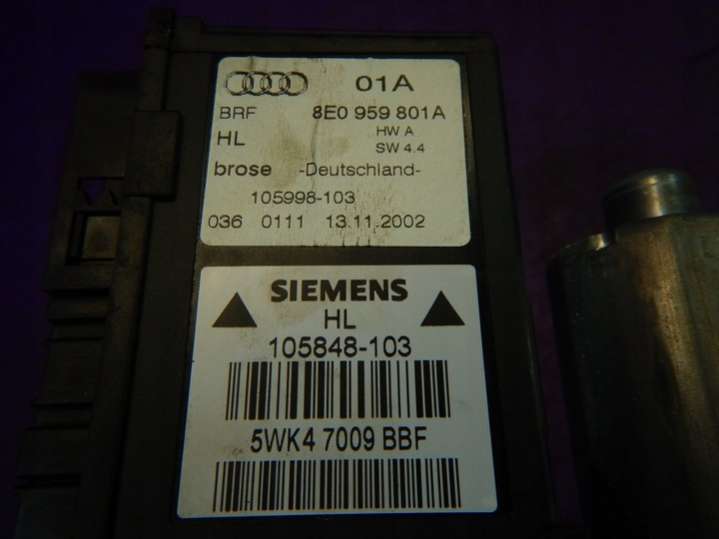 01A
BRF 8E0 959 801A
HL HW A
SW 4.4
brose -Deutschland-
105998-103
036 0111 13.11.2002
SIEMENS
HL
105848-103
5WK4 7009 BBF